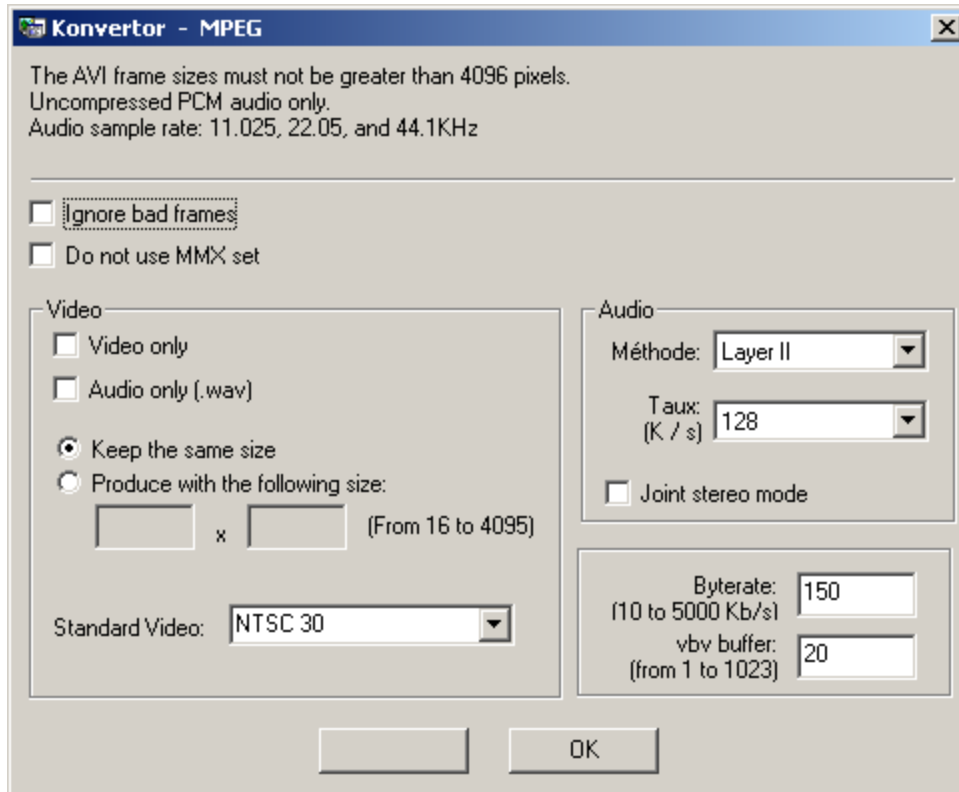 Konvertor - MPEG
The AVI frame sizes must not be greater than 4096 pixels.
Uncompressed PCM audio only.
Audio sample rate: 11.025, 22.05, and 44.1KHz
Ignore bad frames
Do not use MMX set
Video
Video only
Audio only (.wav)
Keep the same size
Produce with the following size:
x (From 16 to 4095)
Standard Video: NTSC 30
Audio
Méthode: Layer II
Taux: 128
(K / s)
Joint stereo mode
Byterate: 150
(10 to 5000 Kb/s)
vbv buffer: 20
(from 1 to 1023)
OK